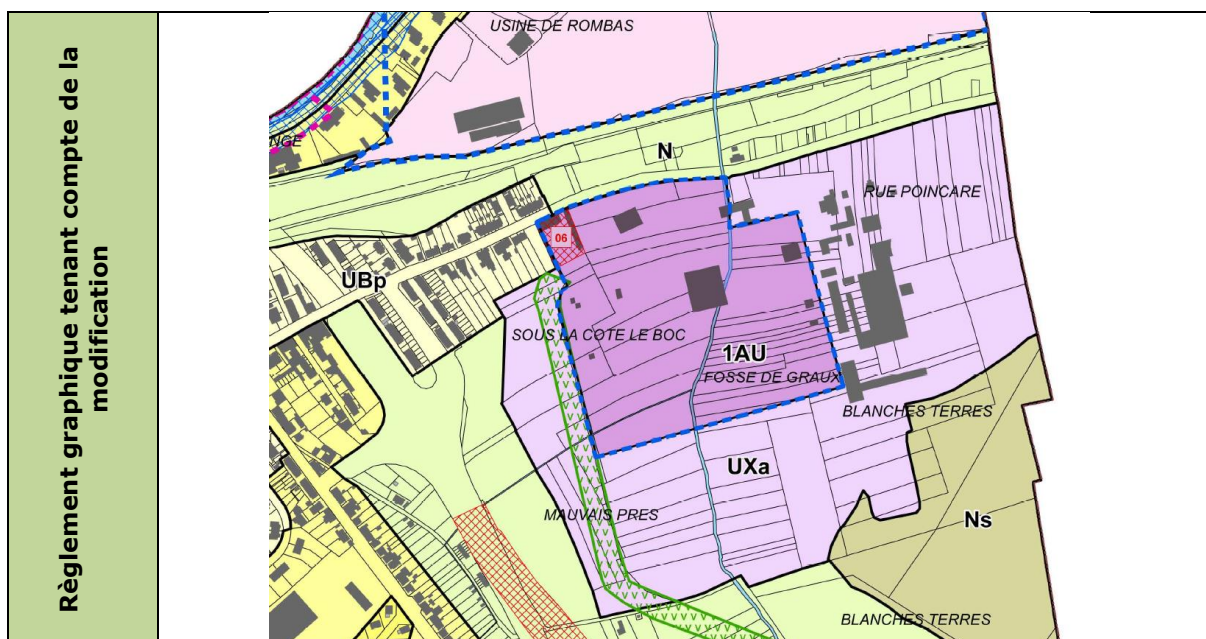 Règlement graphique tenant compte de la
modification
USINE DE ROMBAS
NGE
N
RUE POINCARE
06
UBp
SOUS LA COTE LE BOC
1AU
FOSSE DE GRAUX
BLANCHES TERRES
UXa
MAUVAIS PRES
Ns
BLANCHES TERRES